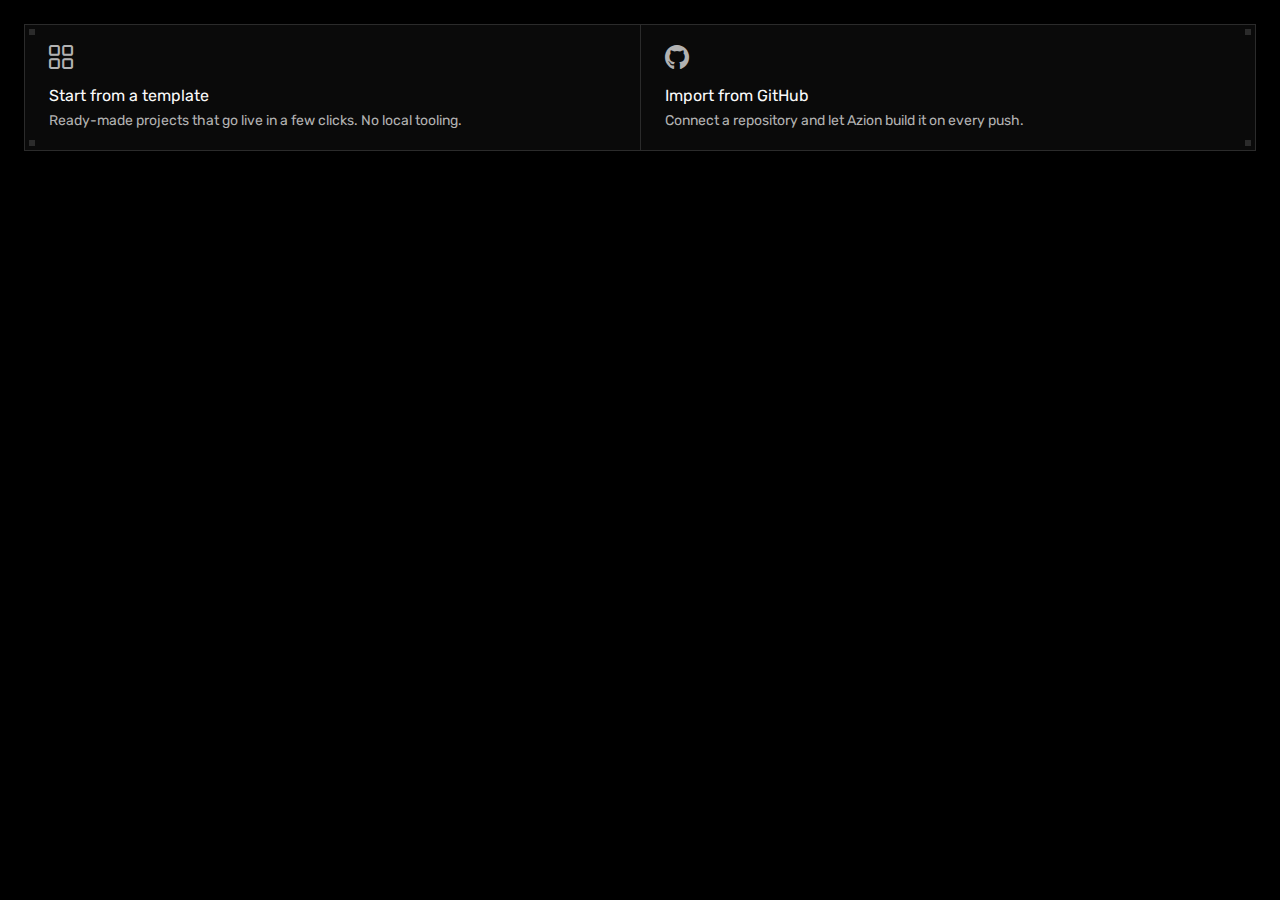 Start from a template
Ready-made projects that go live in a few clicks. No local tooling.
Import from GitHub
Connect a repository and let Azion build it on every push.